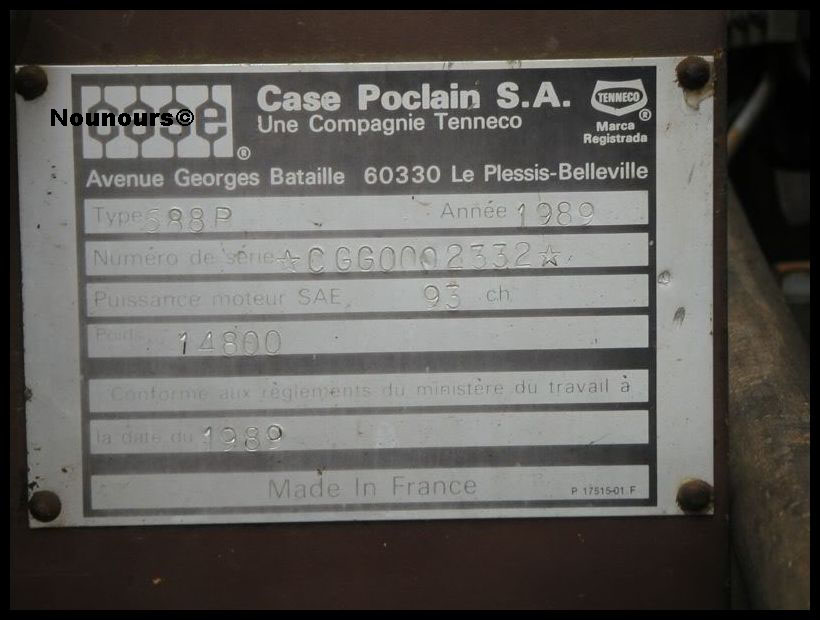 Nounours©
case ®
Case Poclain S.A.
Une Compagnie Tenneco
TENNECO ®
Marca
Registrada
Avenue Georges Bataille 60330 Le Plessis-Belleville
Type 688P Année 1989
Numéro de série ☆CGG0002332☆
Puissance moteur SAE 93 ch
Poids 14800
Conforme aux règlements du ministère du travail à
la date du 1989
Made In France P 17515-01 F